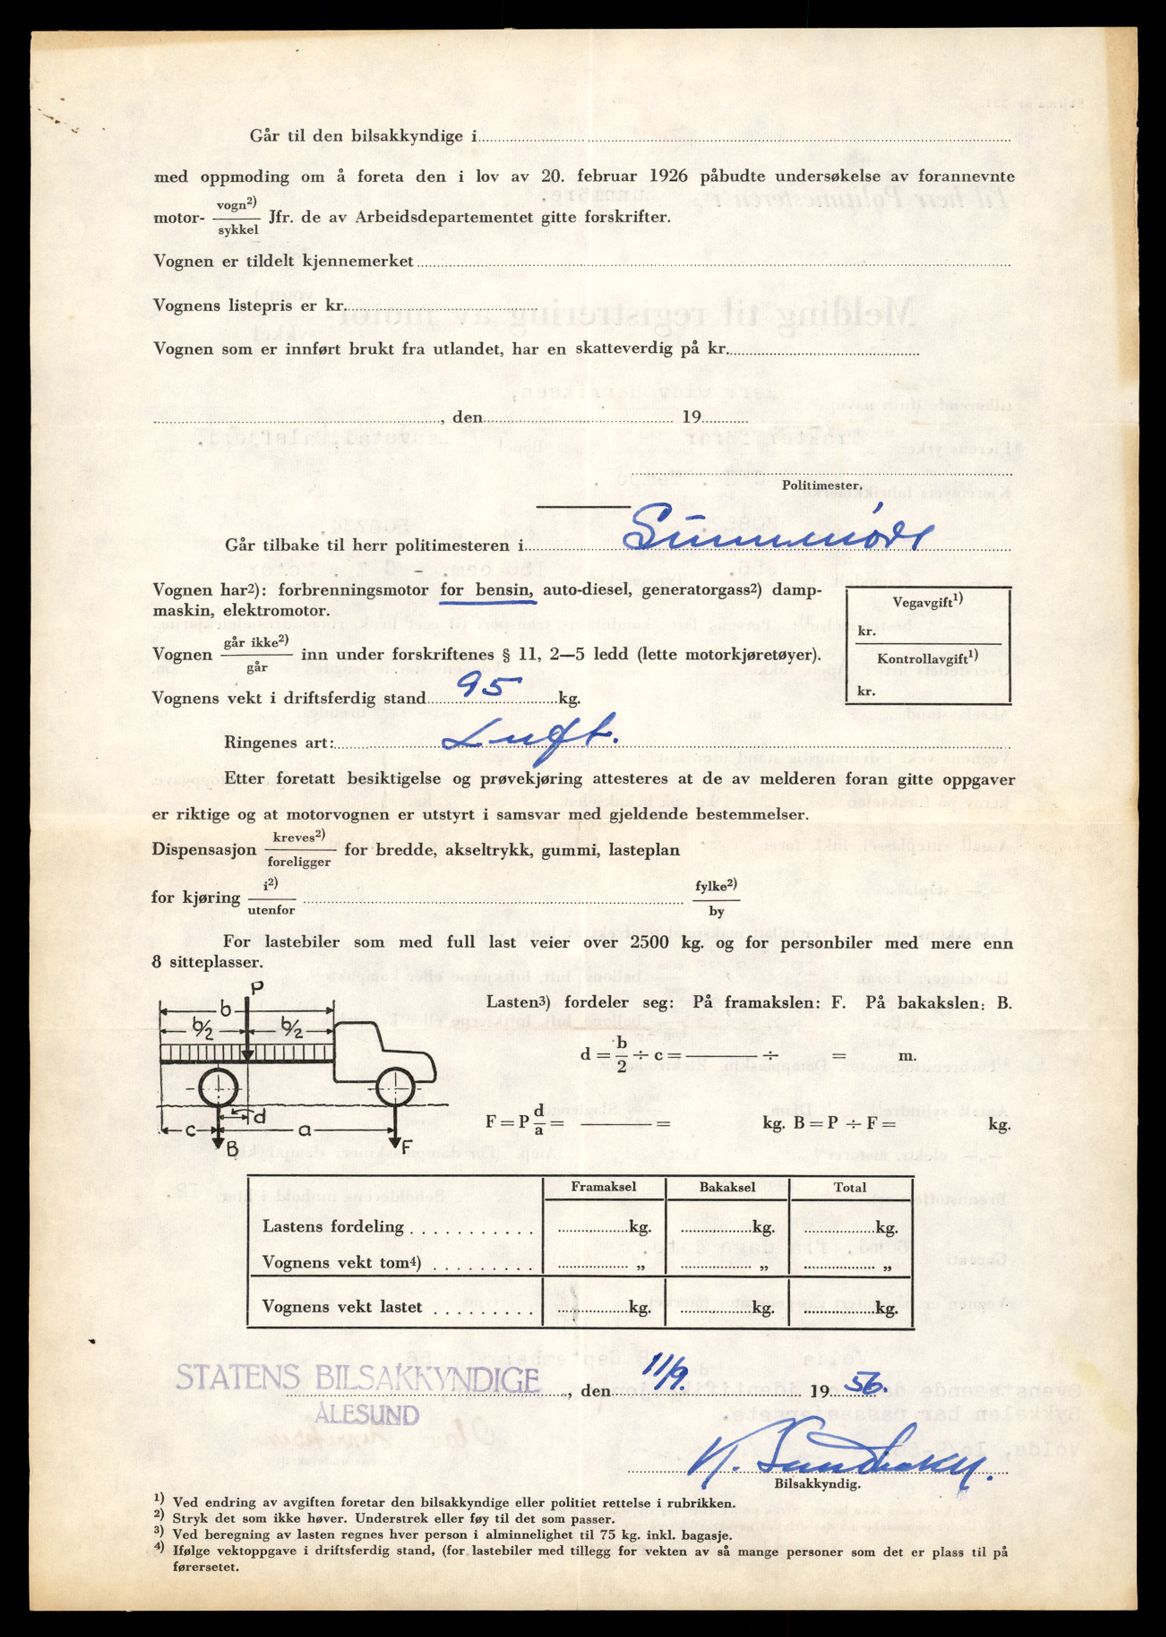 Går til den bilsakkyndige i
med oppmoding om å foreta den i lov av 20. februar 1926 påbudte undersøkelse av forannevnte
motor- vogn2) / sykkel Jfr. de av Arbeidsdepartementet gitte forskrifter.
Vognen er tildelt kjennemerket
Vognens listepris er kr.
Vognen som er innført brukt fra utlandet, har en skatteverdig på kr.
, den 19
Politimester.
Går tilbake til herr politimesteren i Sunnmøre
Vognen har2): forbrenningsmotor for bensin, auto-diesel, generatorgass2) damp-
maskin, elektromotor.
Vegavgift1)
kr.
Kontrollavgift1)
kr.
Vognen går ikke2) / går inn under forskriftenes § 11, 2—5 ledd (lette motorkjøretøyer).
Vognens vekt i driftsferdig stand 95 kg.
Ringenes art: Luft.
Etter foretatt besiktigelse og prøvekjøring attesteres at de av melderen foran gitte oppgaver
er riktige og at motorvognen er utstyrt i samsvar med gjeldende bestemmelser.
Dispensasjon kreves2) / foreligger for bredde, akseltrykk, gummi, lasteplan
for kjøring i2) / utenfor fylke2) / by
For lastebiler som med full last veier over 2500 kg. og for personbiler med mere enn
8 sitteplasser.
P
b
b/2 b/2
d
c a
B F
Lasten3) fordeler seg: På framakslen: F. På bakakslen: B.
d = b/2 ÷ c = ——— ÷ = m.
F = P d/a = ——— = kg. B = P ÷ F = kg.
Framaksel Bakaksel Total
Lastens fordeling . . . . . . . . . . . kg. kg. kg.
Vognens vekt tom4) . . . . . . . . . „ „ „
Vognens vekt lastet . . . . . . . . . kg. kg. kg.
STATENS BILSAKKYNDIGE , den 11/9. 19 56.
ÅLESUND
Bilsakkyndig.
1) Ved endring av avgiften foretar den bilsakkyndige eller politiet rettelse i rubrikken.
2) Stryk det som ikke høver. Understrek eller føy til det som passer.
3) Ved beregning av lasten regnes hver person i alminnelighet til 75 kg. inkl. bagasje.
4) Ifølge vektoppgave i driftsferdig stand, (for lastebiler med tillegg for vekten av så mange personer som det er plass til på
førersetet.